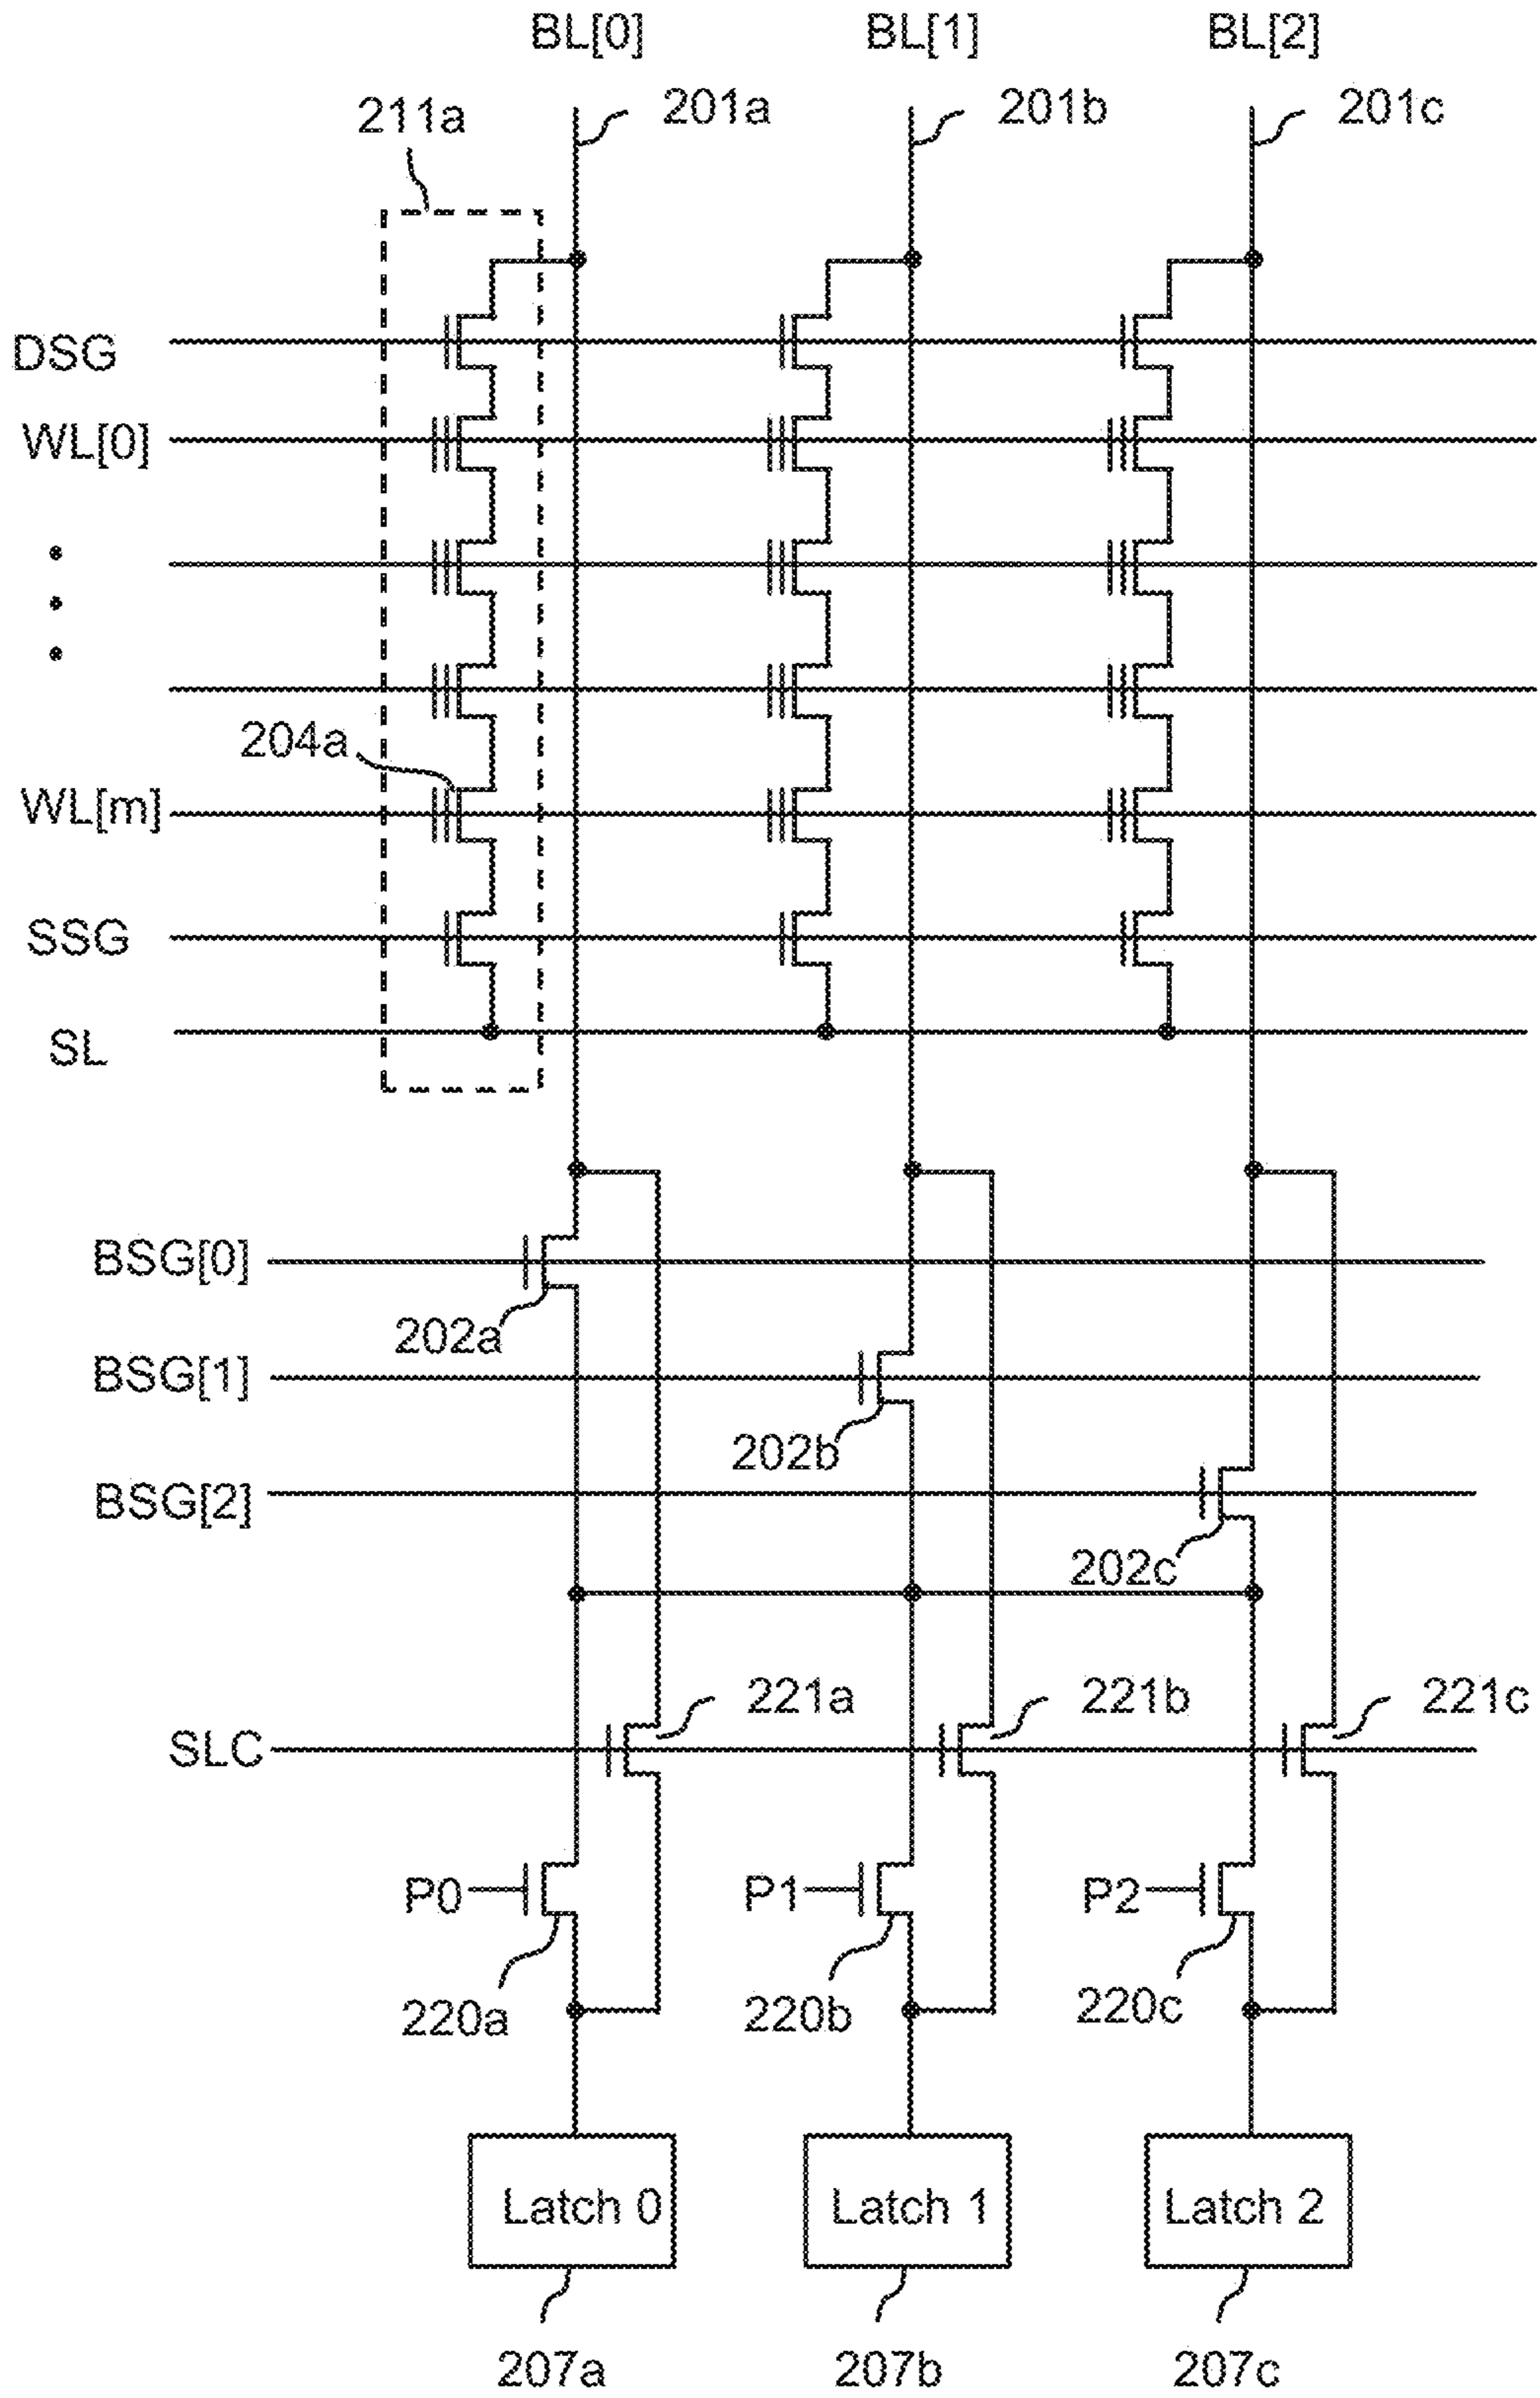 BL[0] BL[1] BL[2]
211a 201a 201b 201c
DSG
WL[0]
204a
WL[m]
SSG
SL
BSG[0]
202a
BSG[1]
202b
BSG[2]
202c
221a 221b 221c
SLC
P0 P1 P2
220a 220b 220c
Latch 0 Latch 1 Latch 2
207a 207b 207c